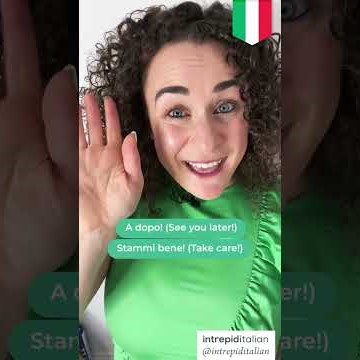 A dopo! (See you later!)
Stammi bene! (Take care!)
intrepiditalian
@intrepiditalian